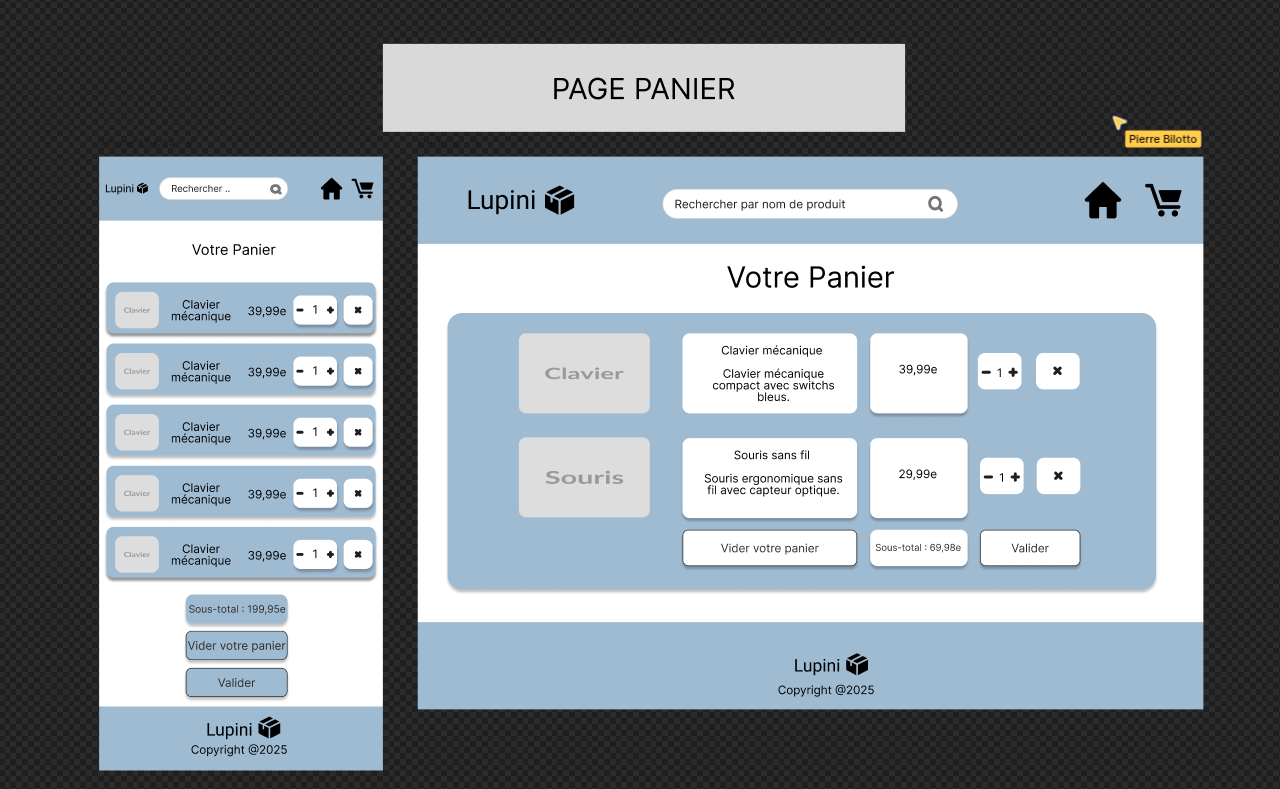 PAGE PANIER
Pierre Bilotto
Lupini
Rechercher ..
Votre Panier
Clavier
Clavier
mécanique
39,99e
1
Clavier
Clavier
mécanique
39,99e
1
Clavier
Clavier
mécanique
39,99e
1
Clavier
Clavier
mécanique
39,99e
1
Clavier
Clavier
mécanique
39,99e
1
Sous-total : 199,95e
Vider votre panier
Valider
Lupini
Copyright @2025
Lupini
Rechercher par nom de produit
Votre Panier
Clavier
Clavier mécanique
Clavier mécanique
compact avec switchs
bleus.
39,99e
1
Souris
Souris sans fil
Souris ergonomique sans
fil avec capteur optique.
29,99e
1
Vider votre panier
Sous-total : 69,98e
Valider
Lupini
Copyright @2025